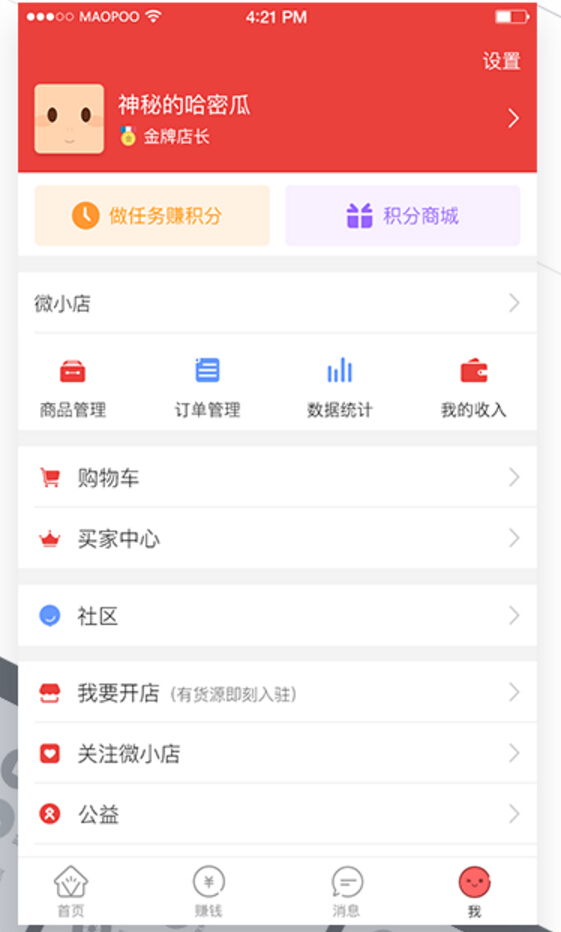 MAOPOO 4:21 PM
设置
神秘的哈密瓜
金牌店长
做任务赚积分 积分商城
微小店
商品管理 订单管理 数据统计 我的收入
购物车
买家中心
社区
我要开店 (有货源即刻入驻)
关注微小店
公益
首页 赚钱 消息 我